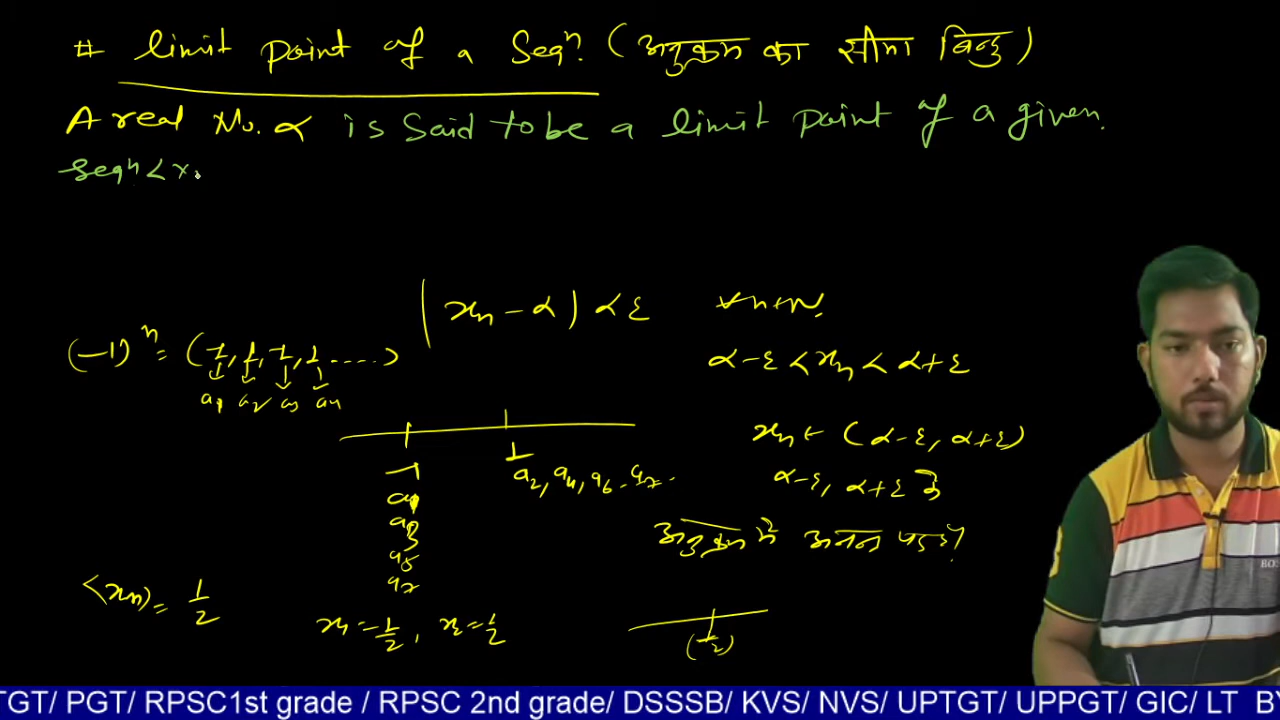 # limit point of a Seqⁿ. (अनुक्रम का सीमा बिन्दु)
A real No. α is said to be a limit point of a given
seqⁿ < x
| xn - α | < ε
α-ε < xn < α+ε
(-1)ⁿ = (-1, 1, -1, 1, ......)
a1 a2 a3 a4
xn ∈ (α-ε, α+ε)
-1 1
a2, a4, a6
α-ε, α+ε के
a1
a3
a5
a7
अनुक्रम में अनन्त पद हो
<xn> = 1/2
x1 = 1/2, x2 = 1/2
(1/2)
TGT/ PGT/ RPSC1st grade / RPSC 2nd grade/ DSSSB/ KVS/ NVS/ UPTGT/ UPPGT/ GIC/ LT B